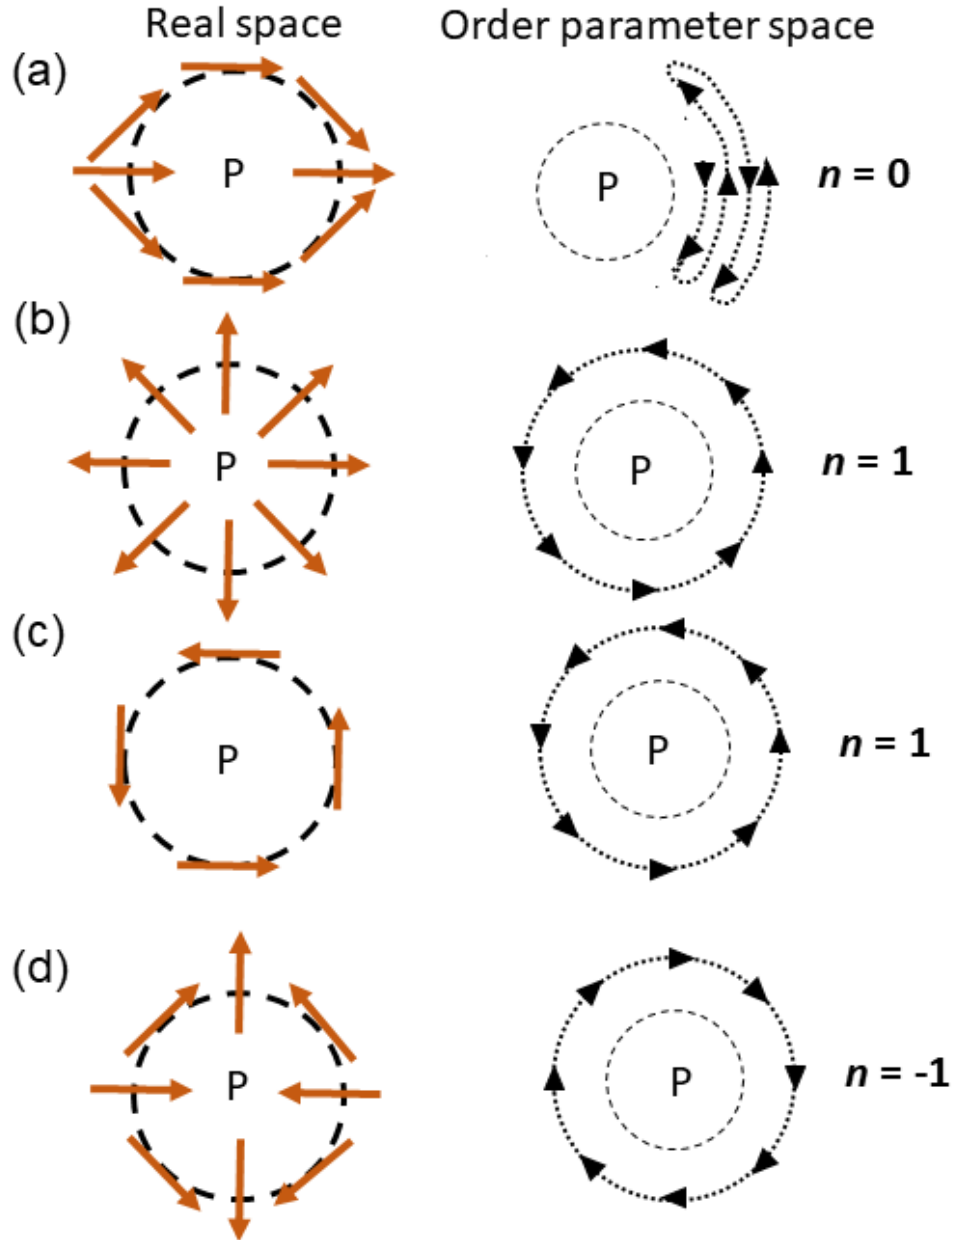 Real space Order parameter space
(a)
P P n = 0
(b)
P P n = 1
(c)
P P n = 1
(d)
P P n = -1